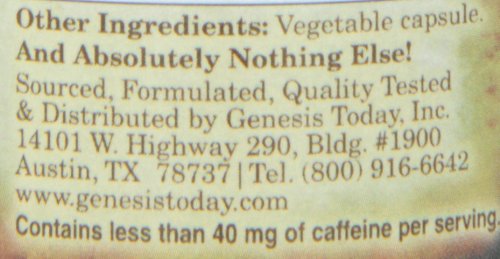 Other Ingredients: Vegetable capsule.
And Absolutely Nothing Else!
Sourced, Formulated, Quality Tested
& Distributed by Genesis Today, Inc.
14101 W. Highway 290, Bldg. #1900
Austin, TX 78737 | Tel. (800) 916-6642
www.genesistoday.com
Contains less than 40 mg of caffeine per serving.